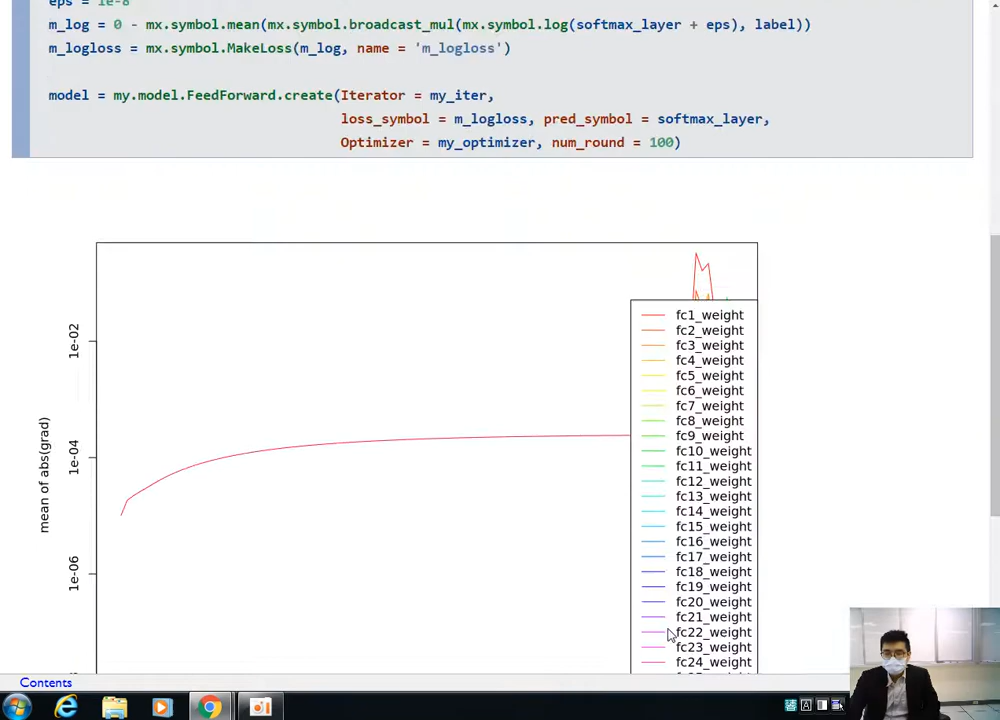 eps = 1e-8
m_log = 0 - mx.symbol.mean(mx.symbol.broadcast_mul(mx.symbol.log(softmax_layer + eps), label))
m_logloss = mx.symbol.MakeLoss(m_log, name = 'm_logloss')
model = my.model.FeedForward.create(Iterator = my_iter,
loss_symbol = m_logloss, pred_symbol = softmax_layer,
Optimizer = my_optimizer, num_round = 100)
mean of abs(grad)
1e-02
1e-04
1e-06
fc1_weight
fc2_weight
fc3_weight
fc4_weight
fc5_weight
fc6_weight
fc7_weight
fc8_weight
fc9_weight
fc10_weight
fc11_weight
fc12_weight
fc13_weight
fc14_weight
fc15_weight
fc16_weight
fc17_weight
fc18_weight
fc19_weight
fc20_weight
fc21_weight
fc22_weight
fc23_weight
fc24_weight
Contents
A